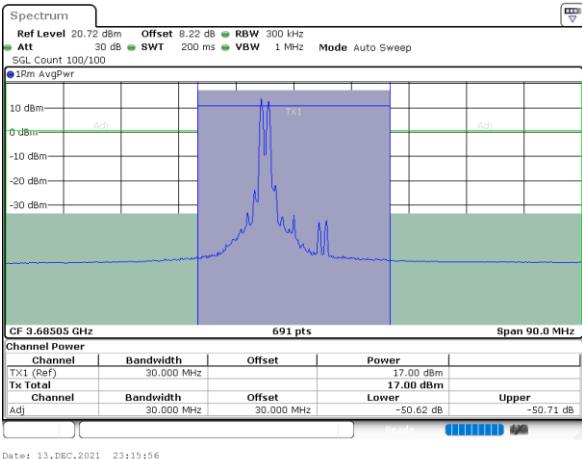 Spectrum
Ref Level 20.72 dBm Offset 8.22 dB RBW 300 kHz
Att 30 dB SWT 200 ms VBW 1 MHz Mode Auto Sweep
SGL Count 100/100
1Rm AvgPwr
10 dBm
TX1
Adj Adj
0 dBm
-10 dBm
-20 dBm
-30 dBm
CF 3.68505 GHz 691 pts Span 90.0 MHz
Channel Power
Channel Bandwidth Offset Power
TX1 (Ref) 30.000 MHz 17.00 dBm
Tx Total 17.00 dBm
Channel Bandwidth Offset Lower Upper
Adj 30.000 MHz 30.000 MHz -50.62 dB -50.71 dB
Ready
Date: 13.DEC.2021 23:15:56